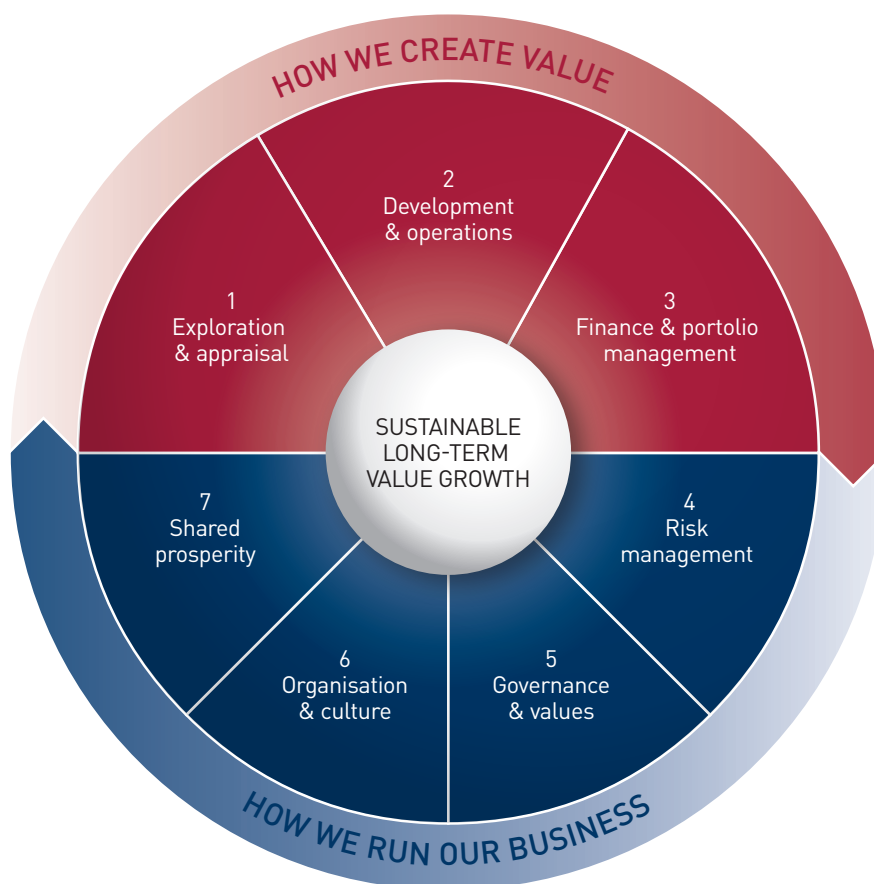 HOW WE CREATE VALUE
1
Exploration
& appraisal
2
Development
& operations
3
Finance & portolio
management
SUSTAINABLE
LONG-TERM
VALUE GROWTH
4
Risk
management
5
Governance
& values
6
Organisation
& culture
7
Shared
prosperity
HOW WE RUN OUR BUSINESS